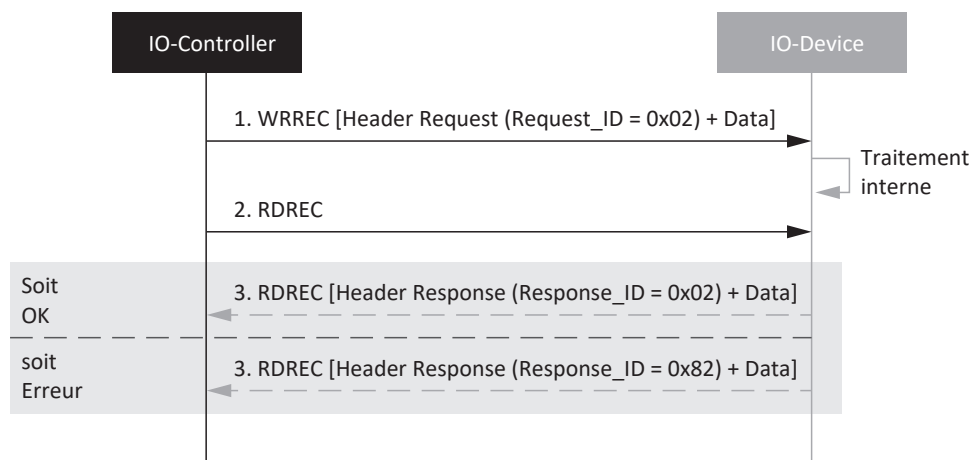 IO-Controller
IO-Device
1. WRREC [Header Request (Request_ID = 0x02) + Data]
Traitement
interne
2. RDREC
Soit
OK
3. RDREC [Header Response (Response_ID = 0x02) + Data]
soit
Erreur
3. RDREC [Header Response (Response_ID = 0x82) + Data]